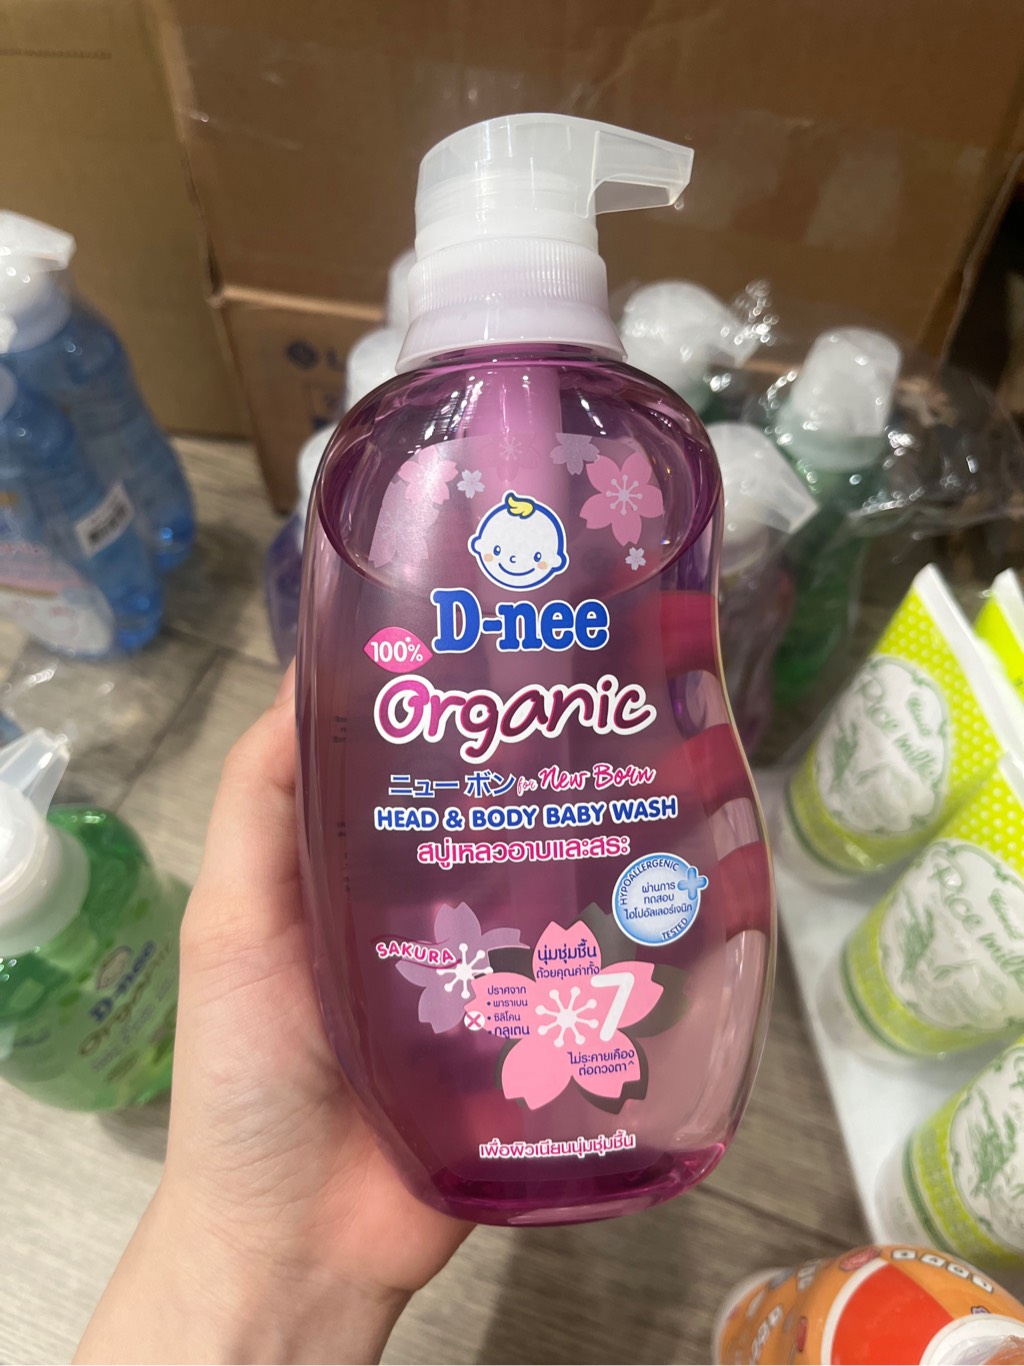 D-nee
100%
Organic
ニュー ボン for New Born
HEAD & BODY BABY WASH
สบู่เหลวอาบและสระ
HYPOALLERGENIC
ผ่านการ
ทดสอบ
ไฮโปอัลเลอร์เจนิก
TESTED
SAKURA
นุ่มชุ่มชื้น
ด้วยคุณค่าทั้ง
7
ปราศจาก
• พาราเบน
• ซิลิโคน
• กลูเตน
ไม่ระคายเคือง
ต่อดวงตา^
เพื่อผิวเนียนนุ่มชุ่มชื้น
D-nee
Organic
Rice milk
Rice milk